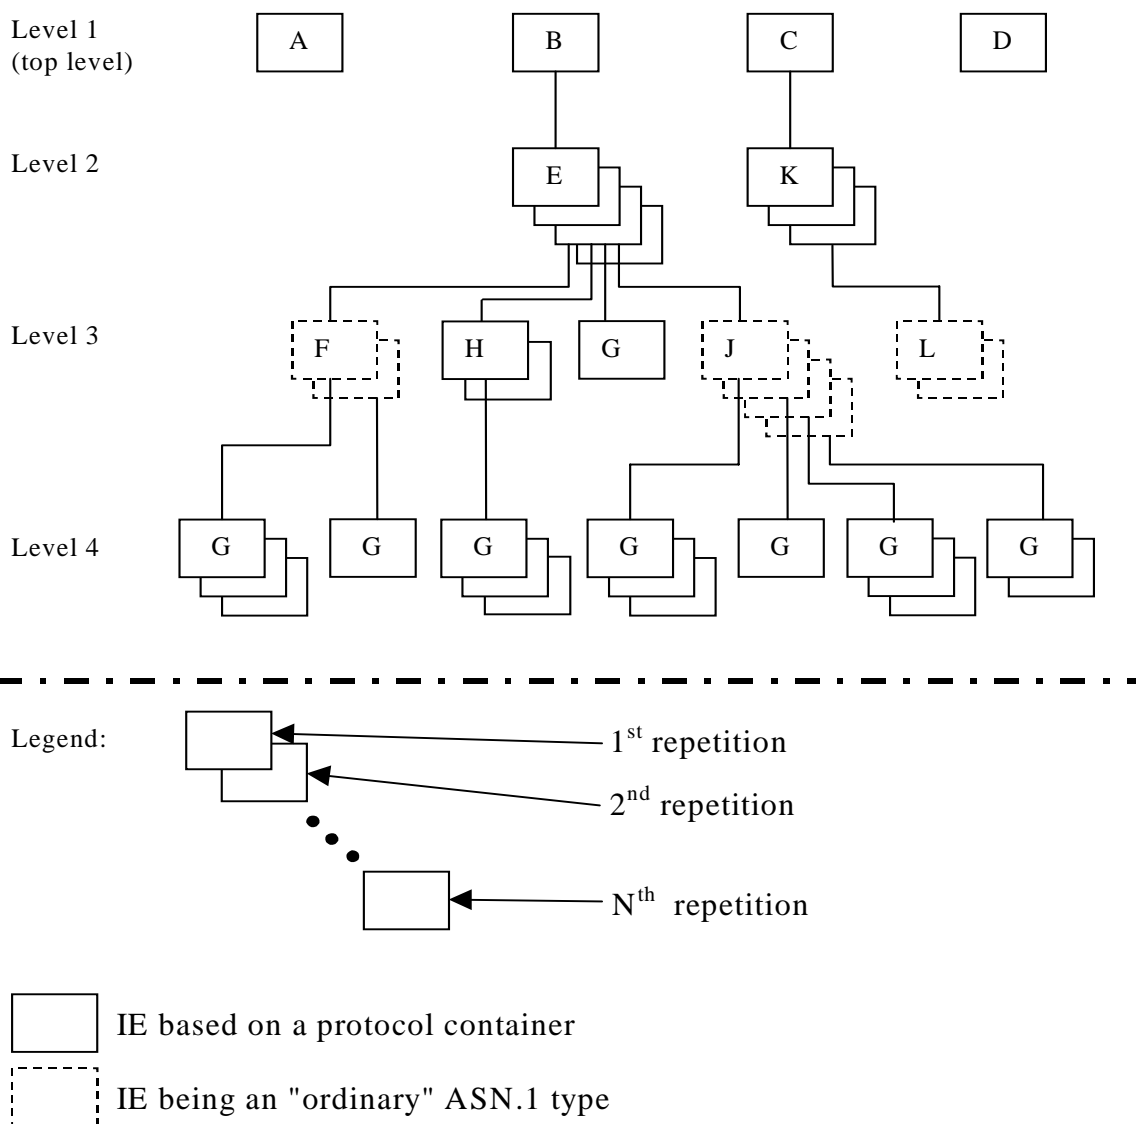 Level 1
(top level)
A
B
C
D
Level 2
E
K
Level 3
F
H
G
J
L
Level 4
G
G
G
G
G
G
G
Legend:
1st repetition
2nd repetition
Nth repetition
IE based on a protocol container
IE being an "ordinary" ASN.1 type